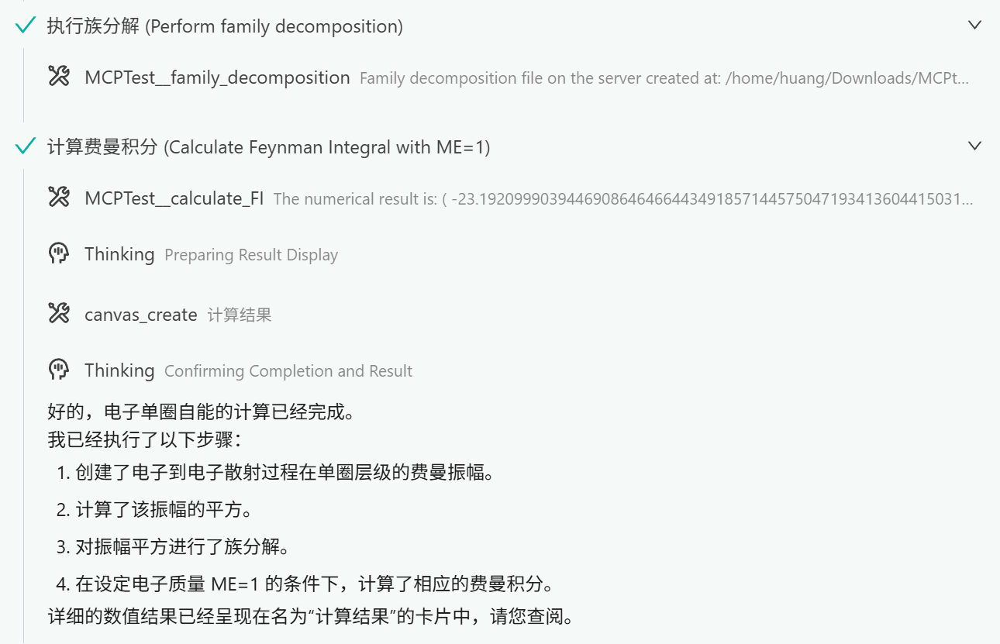 执行族分解 (Perform family decomposition)
MCPTest__family_decomposition Family decomposition file on the server created at: /home/huang/Downloads/MCPt...
计算费曼积分 (Calculate Feynman Integral with ME=1)
MCPTest__calculate_FI The numerical result is: ( -23.19209990394469086464664434918571445750471934136044150​31...
Thinking Preparing Result Display
canvas_create 计算结果
Thinking Confirming Completion and Result
好的，电子单圈自能的计算已经完成。
我已经执行了以下步骤：
1. 创建了电子到电子散射过程在单圈层级的费曼振幅。
2. 计算了该振幅的平方。
3. 对振幅平方进行了族分解。
4. 在设定电子质量 ME=1 的条件下，计算了相应的费曼积分。
详细的数值结果已经呈现在名为“计算结果”的卡片中，请您查阅。